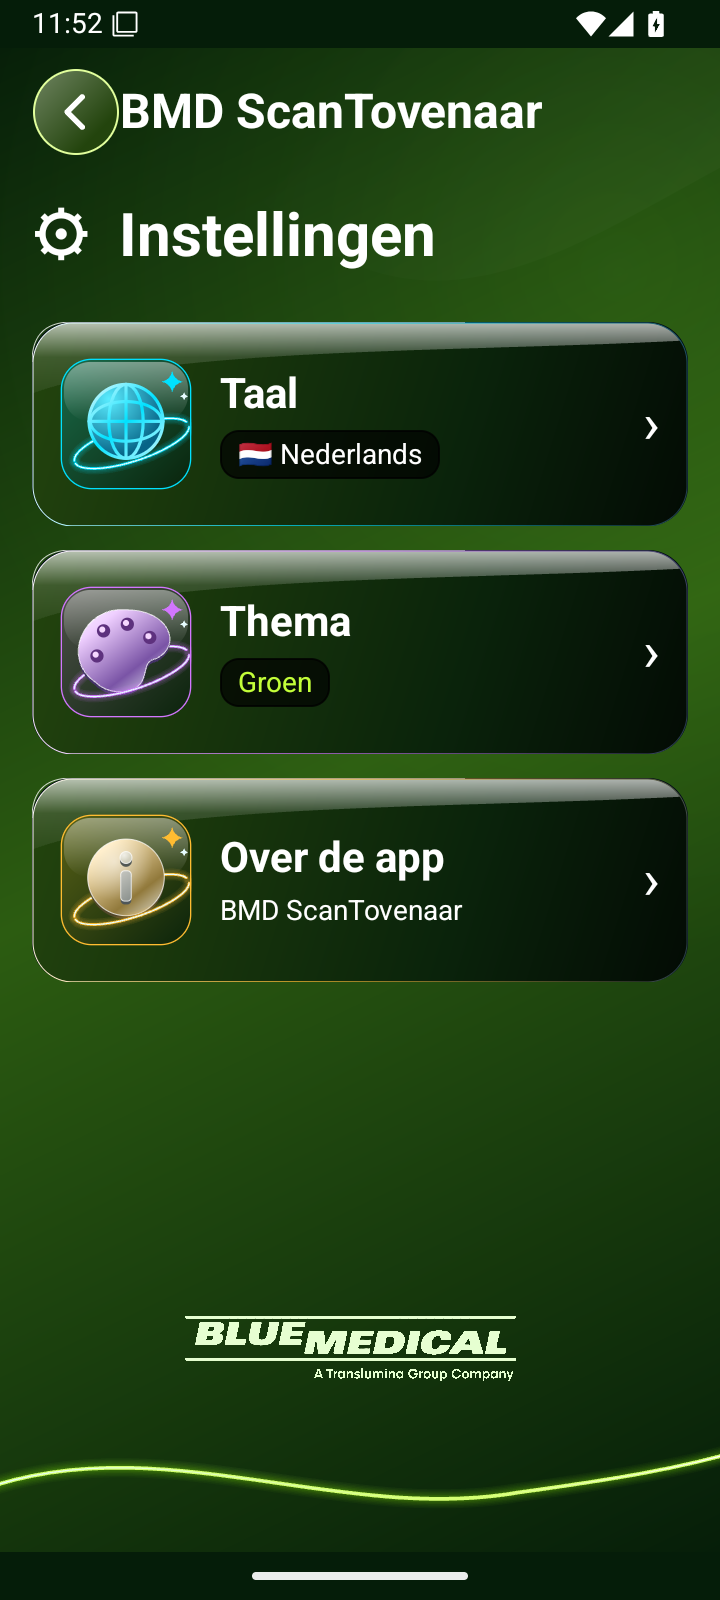 11:52
BMD ScanTovenaar
Instellingen
Taal
Nederlands
Thema
Groen
Over de app
BMD ScanTovenaar
BLUEMEDICAL
A Translumina Group Company